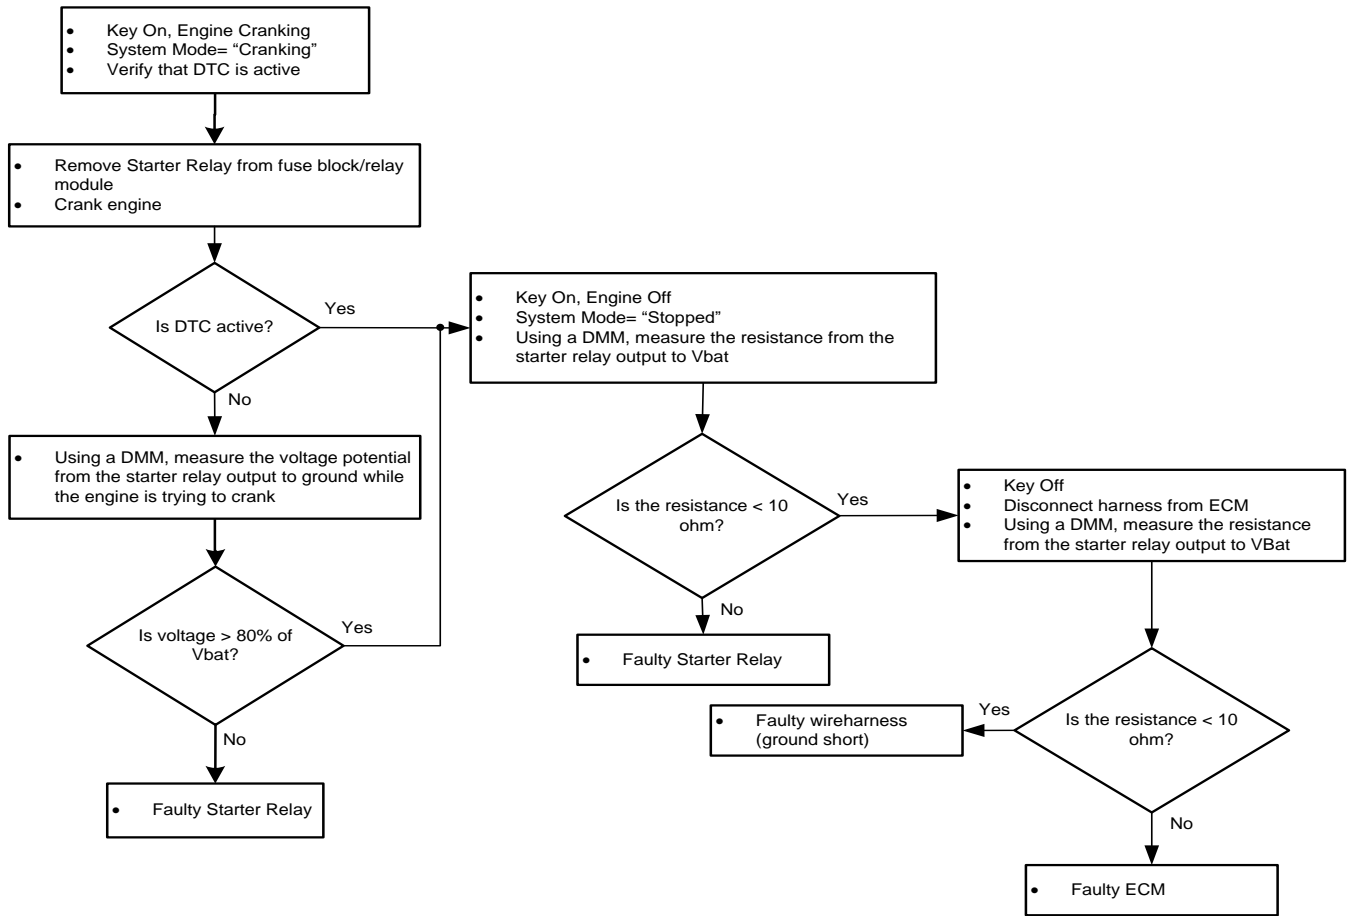 • Key On, Engine Cranking
• System Mode= “Cranking”
• Verify that DTC is active
• Remove Starter Relay from fuse block/relay
module
• Crank engine
Is DTC active?
Yes
No
• Using a DMM, measure the voltage potential
from the starter relay output to ground while
the engine is trying to crank
Is voltage > 80% of
Vbat?
Yes
No
• Faulty Starter Relay
• Key On, Engine Off
• System Mode= “Stopped”
• Using a DMM, measure the resistance from the
starter relay output to Vbat
Is the resistance < 10
ohm?
Yes
No
• Faulty Starter Relay
• Key Off
• Disconnect harness from ECM
• Using a DMM, measure the resistance
from the starter relay output to VBat
Is the resistance < 10
ohm?
Yes
• Faulty wireharness
(ground short)
No
• Faulty ECM